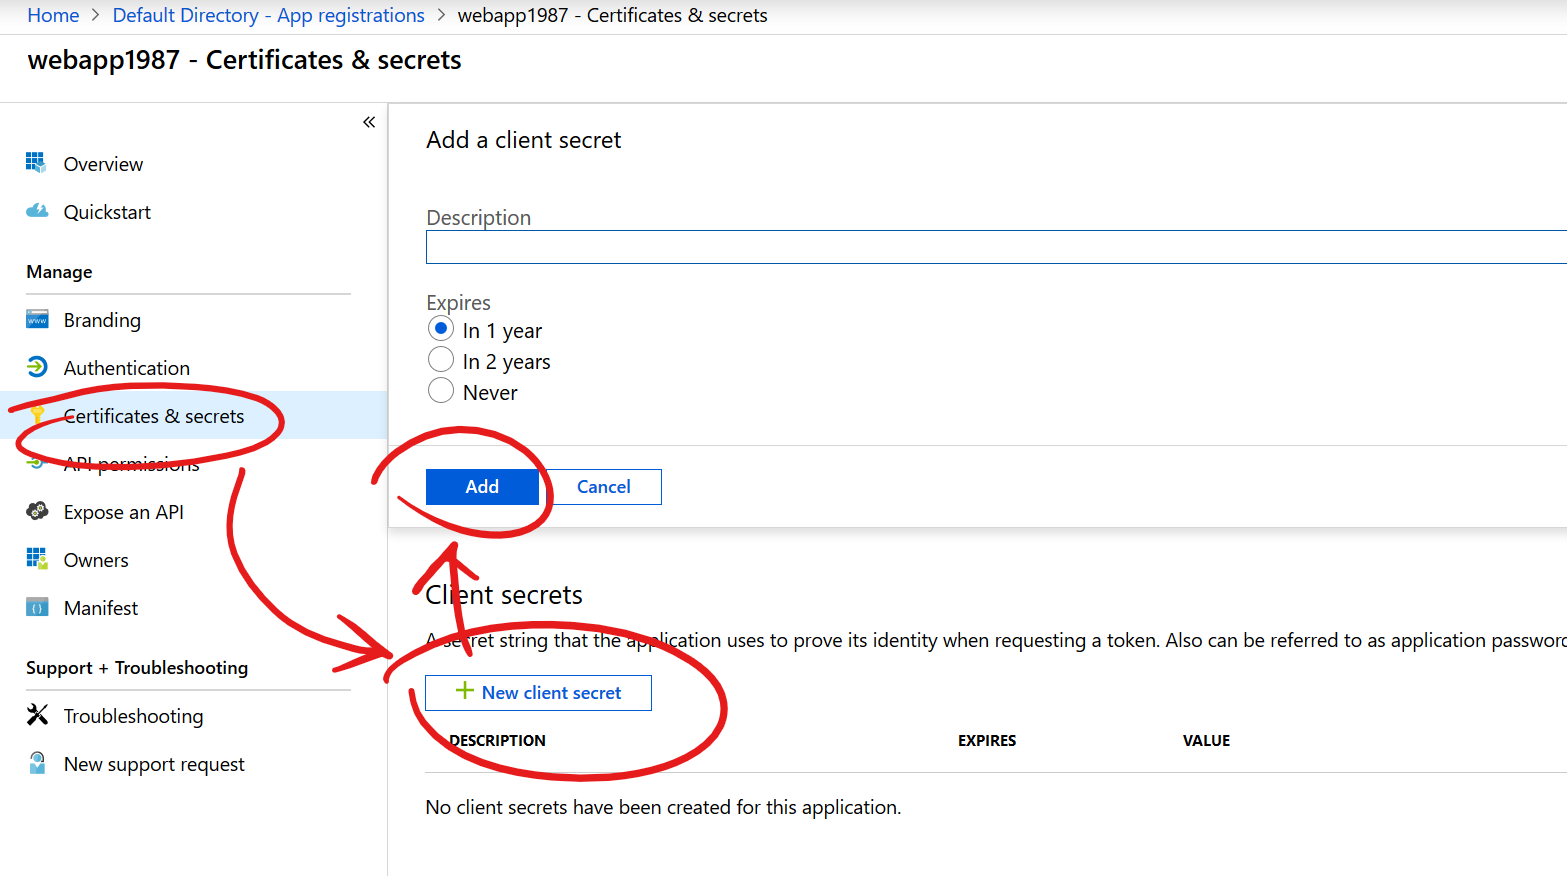 Home > Default Directory - App registrations > webapp1987 - Certificates & secrets
webapp1987 - Certificates & secrets
«
Overview
Quickstart
Manage
Branding
Authentication
Certificates & secrets
API permissions
Expose an API
Owners
Manifest
Support + Troubleshooting
Troubleshooting
New support request
Add a client secret
Description
Expires
In 1 year
In 2 years
Never
Add Cancel
Client secrets
A secret string that the application uses to prove its identity when requesting a token. Also can be referred to as application password
+ New client secret
DESCRIPTION EXPIRES VALUE
No client secrets have been created for this application.